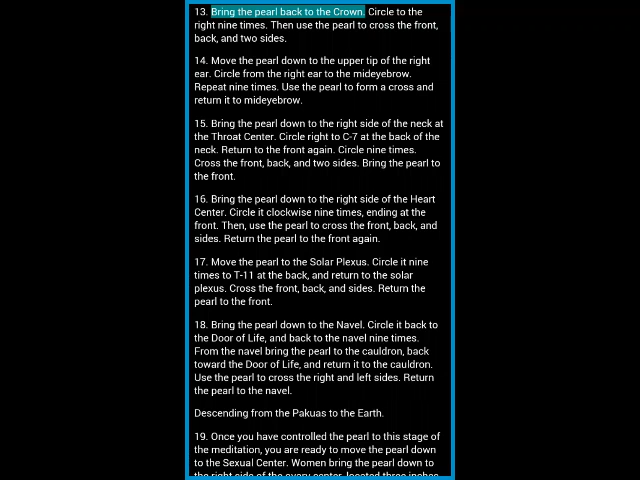 13. Bring the pearl back to the Crown. Circle to the
right nine times. Then use the pearl to cross the front,
back, and two sides.
14. Move the pearl down to the upper tip of the right
ear. Circle from the right ear to the mideyebrow.
Repeat nine times. Use the pearl to form a cross and
return it to mideyebrow.
15. Bring the pearl down to the right side of the neck at
the Throat Center. Circle right to C-7 at the back of the
neck. Return to the front again. Circle nine times.
Cross the front, back, and two sides. Bring the pearl to
the front.
16. Bring the pearl down to the right side of the Heart
Center. Circle it clockwise nine times, ending at the
front. Then, use the pearl to cross the front, back, and
sides. Return the pearl to the front again.
17. Move the pearl to the Solar Plexus. Circle it nine
times to T-11 at the back, and return to the solar
plexus. Cross the front, back, and sides. Return the
pearl to the front.
18. Bring the pearl down to the Navel. Circle it back to
the Door of Life, and back to the navel nine times.
From the navel bring the pearl to the cauldron, back
toward the Door of Life, and return it to the cauldron.
Use the pearl to cross the right and left sides. Return
the pearl to the navel.
Descending from the Pakuas to the Earth.
19. Once you have controlled the pearl to this stage of
the meditation, you are ready to move the pearl down
to the Sexual Center. Women bring the pearl down to
the right side of the ovary center, located three inches